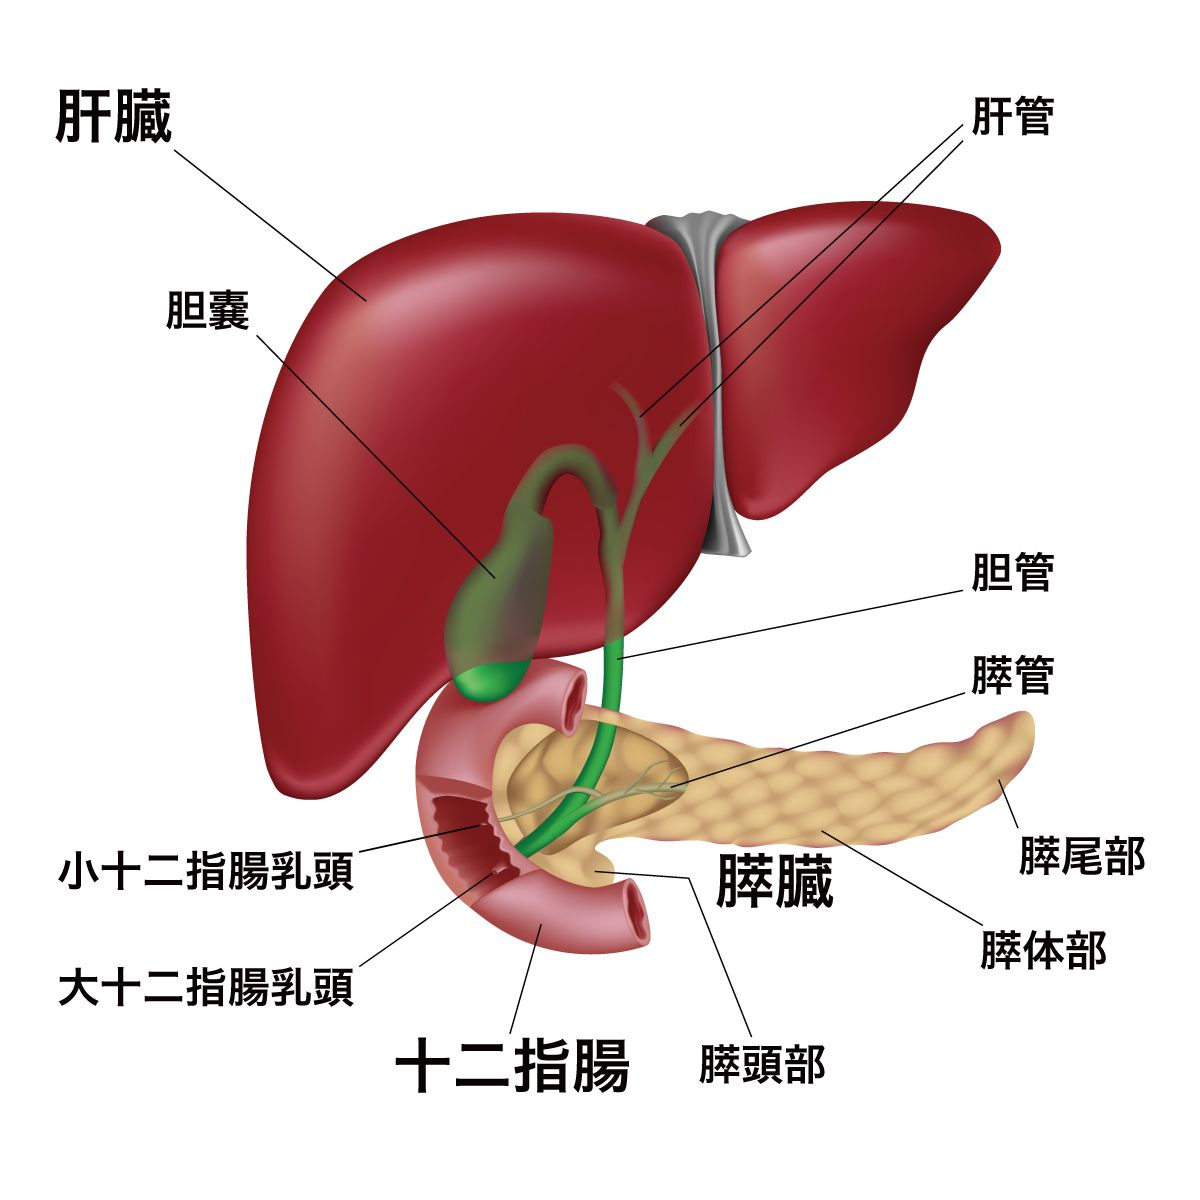 肝臓
肝管
胆嚢
胆管
膵管
小十二指腸乳頭
膵臓
膵尾部
膵体部
大十二指腸乳頭
十二指腸
膵頭部